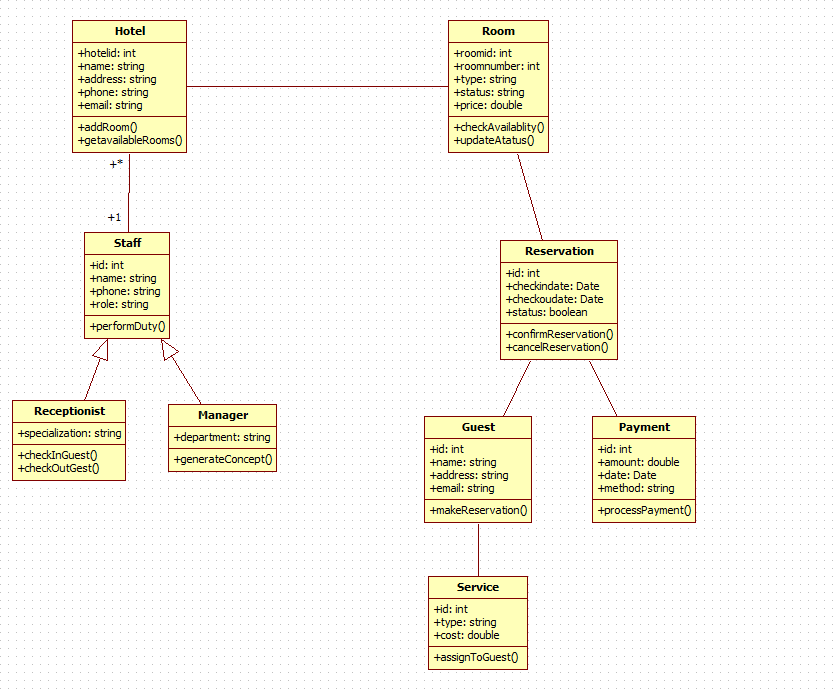 Hotel
+hotelid: int
+name: string
+address: string
+phone: string
+email: string
+addRoom()
+getavailableRooms()
Room
+roomid: int
+roomnumber: int
+type: string
+status: string
+price: double
+checkAvailablity()
+updateAtatus()
+*
+1
Staff
+id: int
+name: string
+phone: string
+role: string
+performDuty()
Reservation
+id: int
+checkindate: Date
+checkoudate: Date
+status: boolean
+confirmReservation()
+cancelReservation()
Receptionist
+specialization: string
+checkInGuest()
+checkOutGest()
Manager
+department: string
+generateConcept()
Guest
+id: int
+name: string
+address: string
+email: string
+makeReservation()
Payment
+id: int
+amount: double
+date: Date
+method: string
+processPayment()
Service
+id: int
+type: string
+cost: double
+assignToGuest()